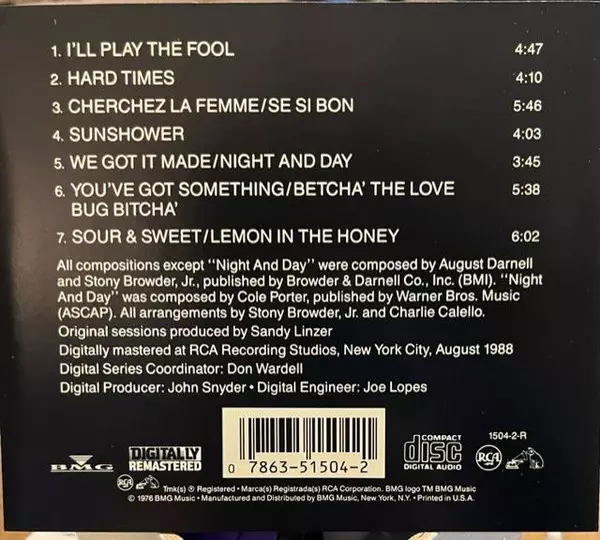 1. I'LL PLAY THE FOOL 4:47
2. HARD TIMES 4:10
3. CHERCHEZ LA FEMME/SE SI BON 5:46
4. SUNSHOWER 4:03
5. WE GOT IT MADE/NIGHT AND DAY 3:45
6. YOU'VE GOT SOMETHING/BETCHA' THE LOVE 5:38
BUG BITCHA'
7. SOUR & SWEET/LEMON IN THE HONEY 6:02
All compositions except "Night And Day" were composed by August Darnell
and Stony Browder, Jr., published by Browder & Darnell Co., Inc. (BMI). "Night
And Day" was composed by Cole Porter, published by Warner Bros. Music
(ASCAP). All arrangements by Stony Browder, Jr. and Charlie Calello.
Original sessions produced by Sandy Linzer
Digitally mastered at RCA Recording Studios, New York City, August 1988
Digital Series Coordinator: Don Wardell
Digital Producer: John Snyder • Digital Engineer: Joe Lopes
BMG
DIGITALLY
REMASTERED
0 7863-51504-2
COMPACT
disc
DIGITAL AUDIO
1504-2-R
RCA
RCA
Tmk(s) ® Registered • Marca(s) Registrada(s) RCA Corporation. BMG logo TM BMG Music
© 1976 BMG Music • Manufactured and Distributed by BMG Music, New York, N.Y. • Printed in U.S.A.